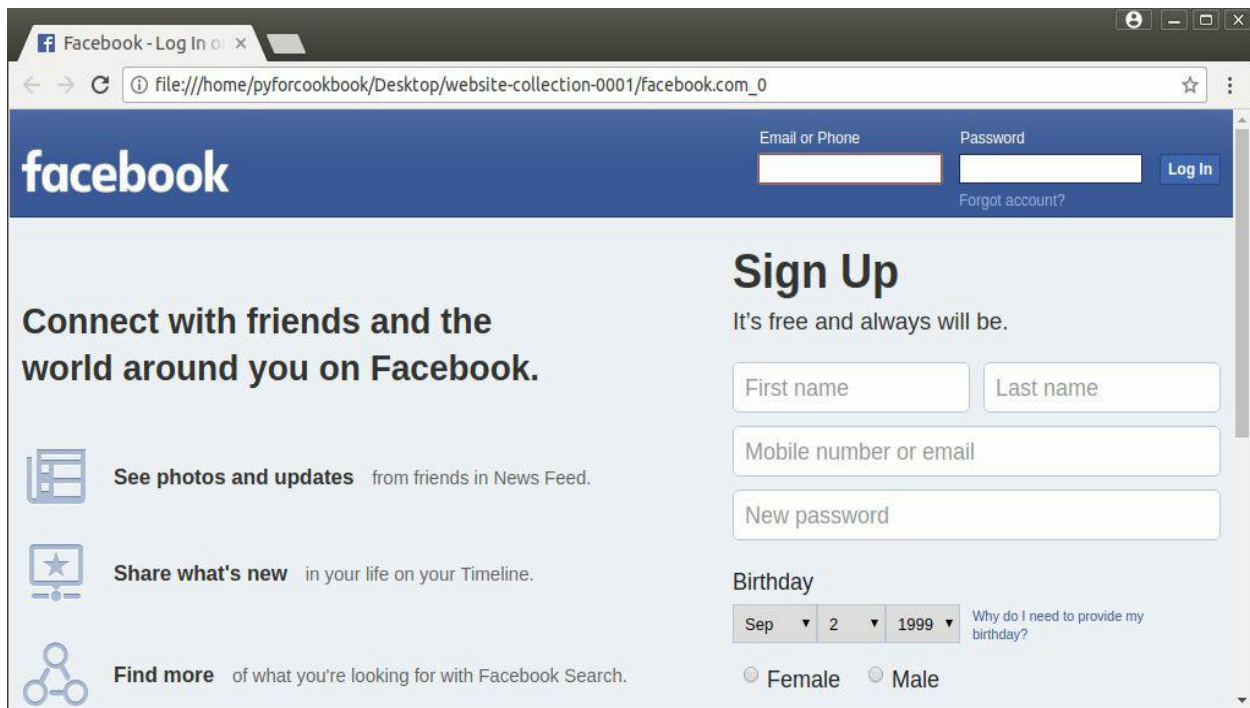 Facebook - Log In o
file:///home/pyforcookbook/Desktop/website-collection-0001/facebook.com_0
facebook
Email or Phone
Password
Log In
Forgot account?
Connect with friends and the
world around you on Facebook.
See photos and updates from friends in News Feed.
Share what's new in your life on your Timeline.
Find more of what you're looking for with Facebook Search.
Sign Up
It's free and always will be.
First name
Last name
Mobile number or email
New password
Birthday
Sep 2 1999
Why do I need to provide my
birthday?
Female Male